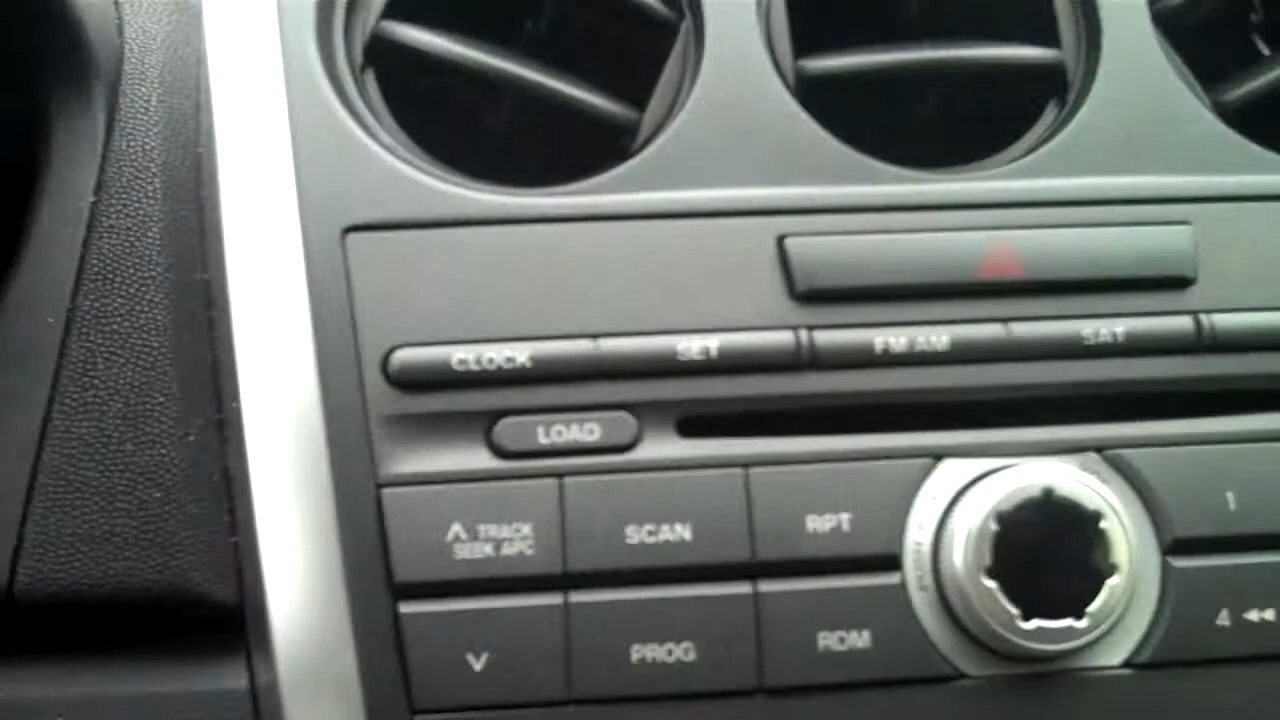 CLOCK SET FM AM SAT
LOAD
TRACK SCAN RPT 1
SEEK APC
PROG RDM 4